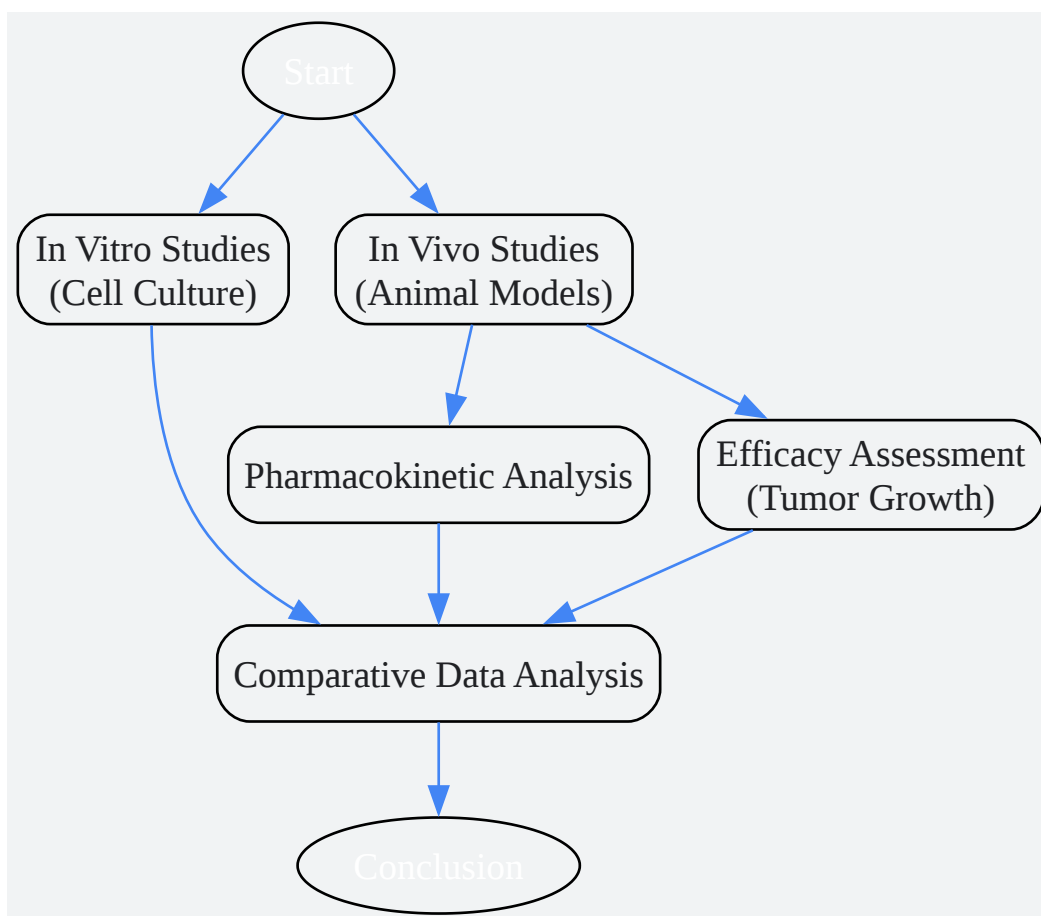 Start
In Vitro Studies
(Cell Culture)
In Vivo Studies
(Animal Models)
Pharmacokinetic Analysis
Efficacy Assessment
(Tumor Growth)
Comparative Data Analysis
Conclusion